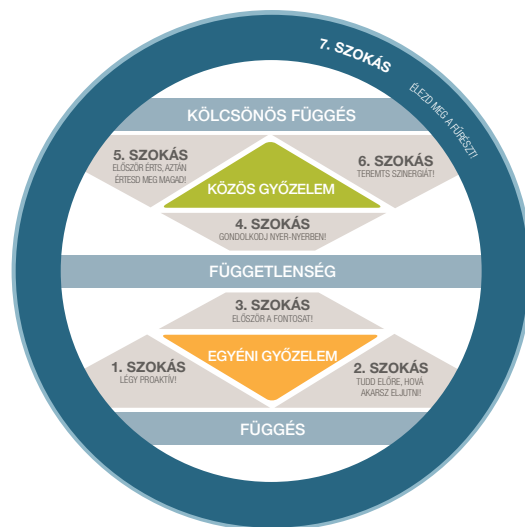 7. SZOKÁS
ÉLEZD MEG A FŰRÉSZT!
KÖLCSÖNÖS FÜGGÉS
5. SZOKÁS
ELŐSZÖR ÉRTS, AZTÁN
ÉRTESD MEG MAGAD!
6. SZOKÁS
TEREMTS SZINERGIÁT!
KÖZÖS GYŐZELEM
4. SZOKÁS
GONDOLKODJ NYER-NYERBEN!
FÜGGETLENSÉG
3. SZOKÁS
ELŐSZÖR A FONTOSAT!
EGYÉNI GYŐZELEM
1. SZOKÁS
LÉGY PROAKTÍV!
2. SZOKÁS
TUDD ELŐRE, HOVÁ
AKARSZ ELJUTNI!
FÜGGÉS